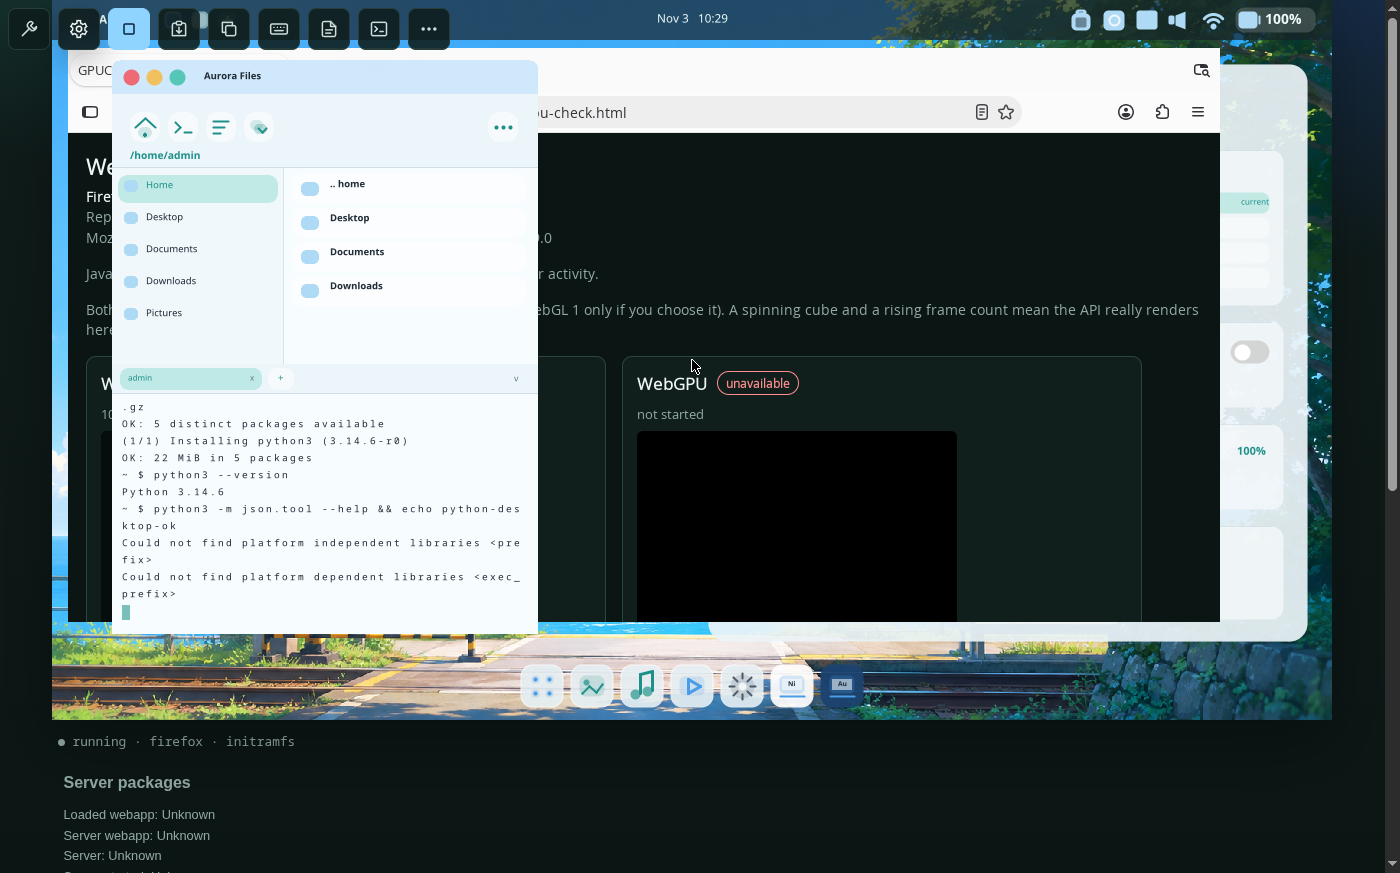 Nov 3 10:29
100%
GPUC
Aurora Files
u-check.html
/home/admin
We
Home
.. home
Fire
current
Desktop
Desktop
Rep
Moz
0.0
Documents
Documents
Java
r activity.
Downloads
Downloads
Both
ebGL 1 only if you choose it). A spinning cube and a rising frame count mean the API really renders
Pictures
here
admin
x
+
v
W
WebGPU
unavailable
10
not started
.gz
OK: 5 distinct packages available
(1/1) Installing python3 (3.14.6-r0)
OK: 22 MiB in 5 packages
100%
~ $ python3 --version
Python 3.14.6
~ $ python3 -m json.tool --help && echo python-des
ktop-ok
Could not find platform independent libraries <pre
fix>
Could not find platform dependent libraries <exec_
prefix>
Ni
Au
running · firefox · initramfs
Server packages
Loaded webapp: Unknown
Server webapp: Unknown
Server: Unknown